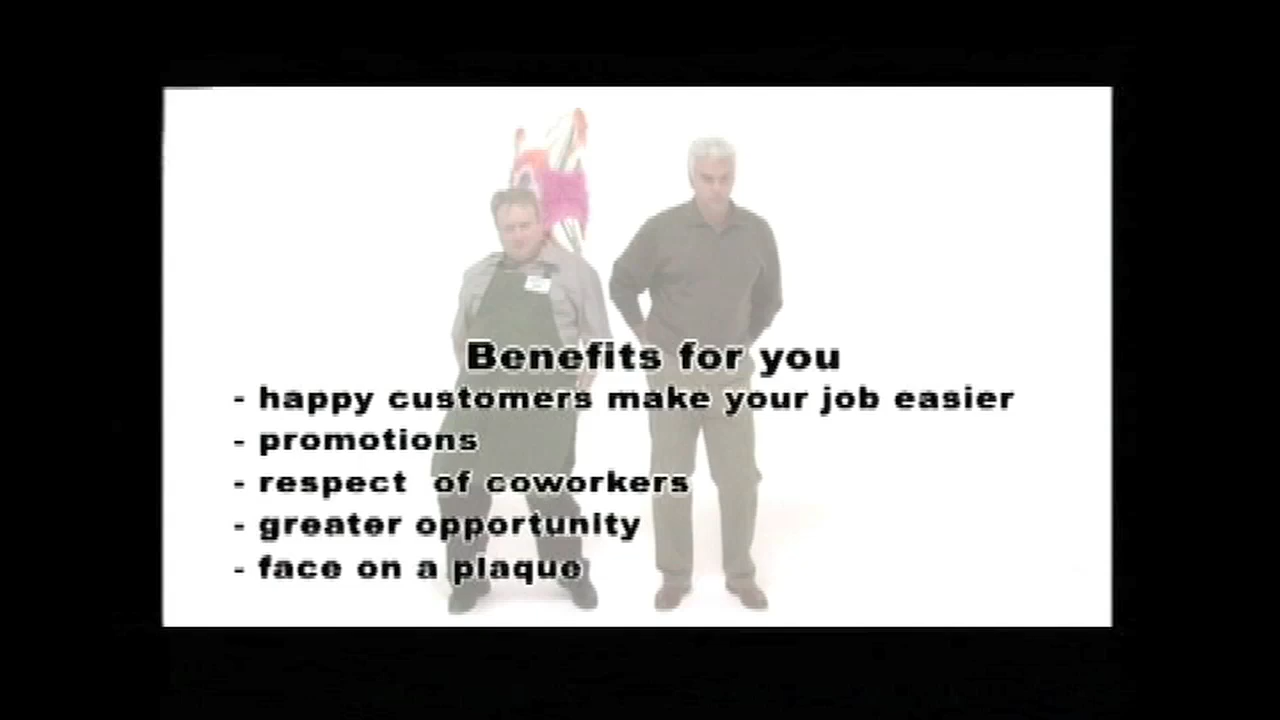 Benefits for you
- happy customers make your job easier
- promotions
- respect of coworkers
- greater opportunity
- face on a plaque